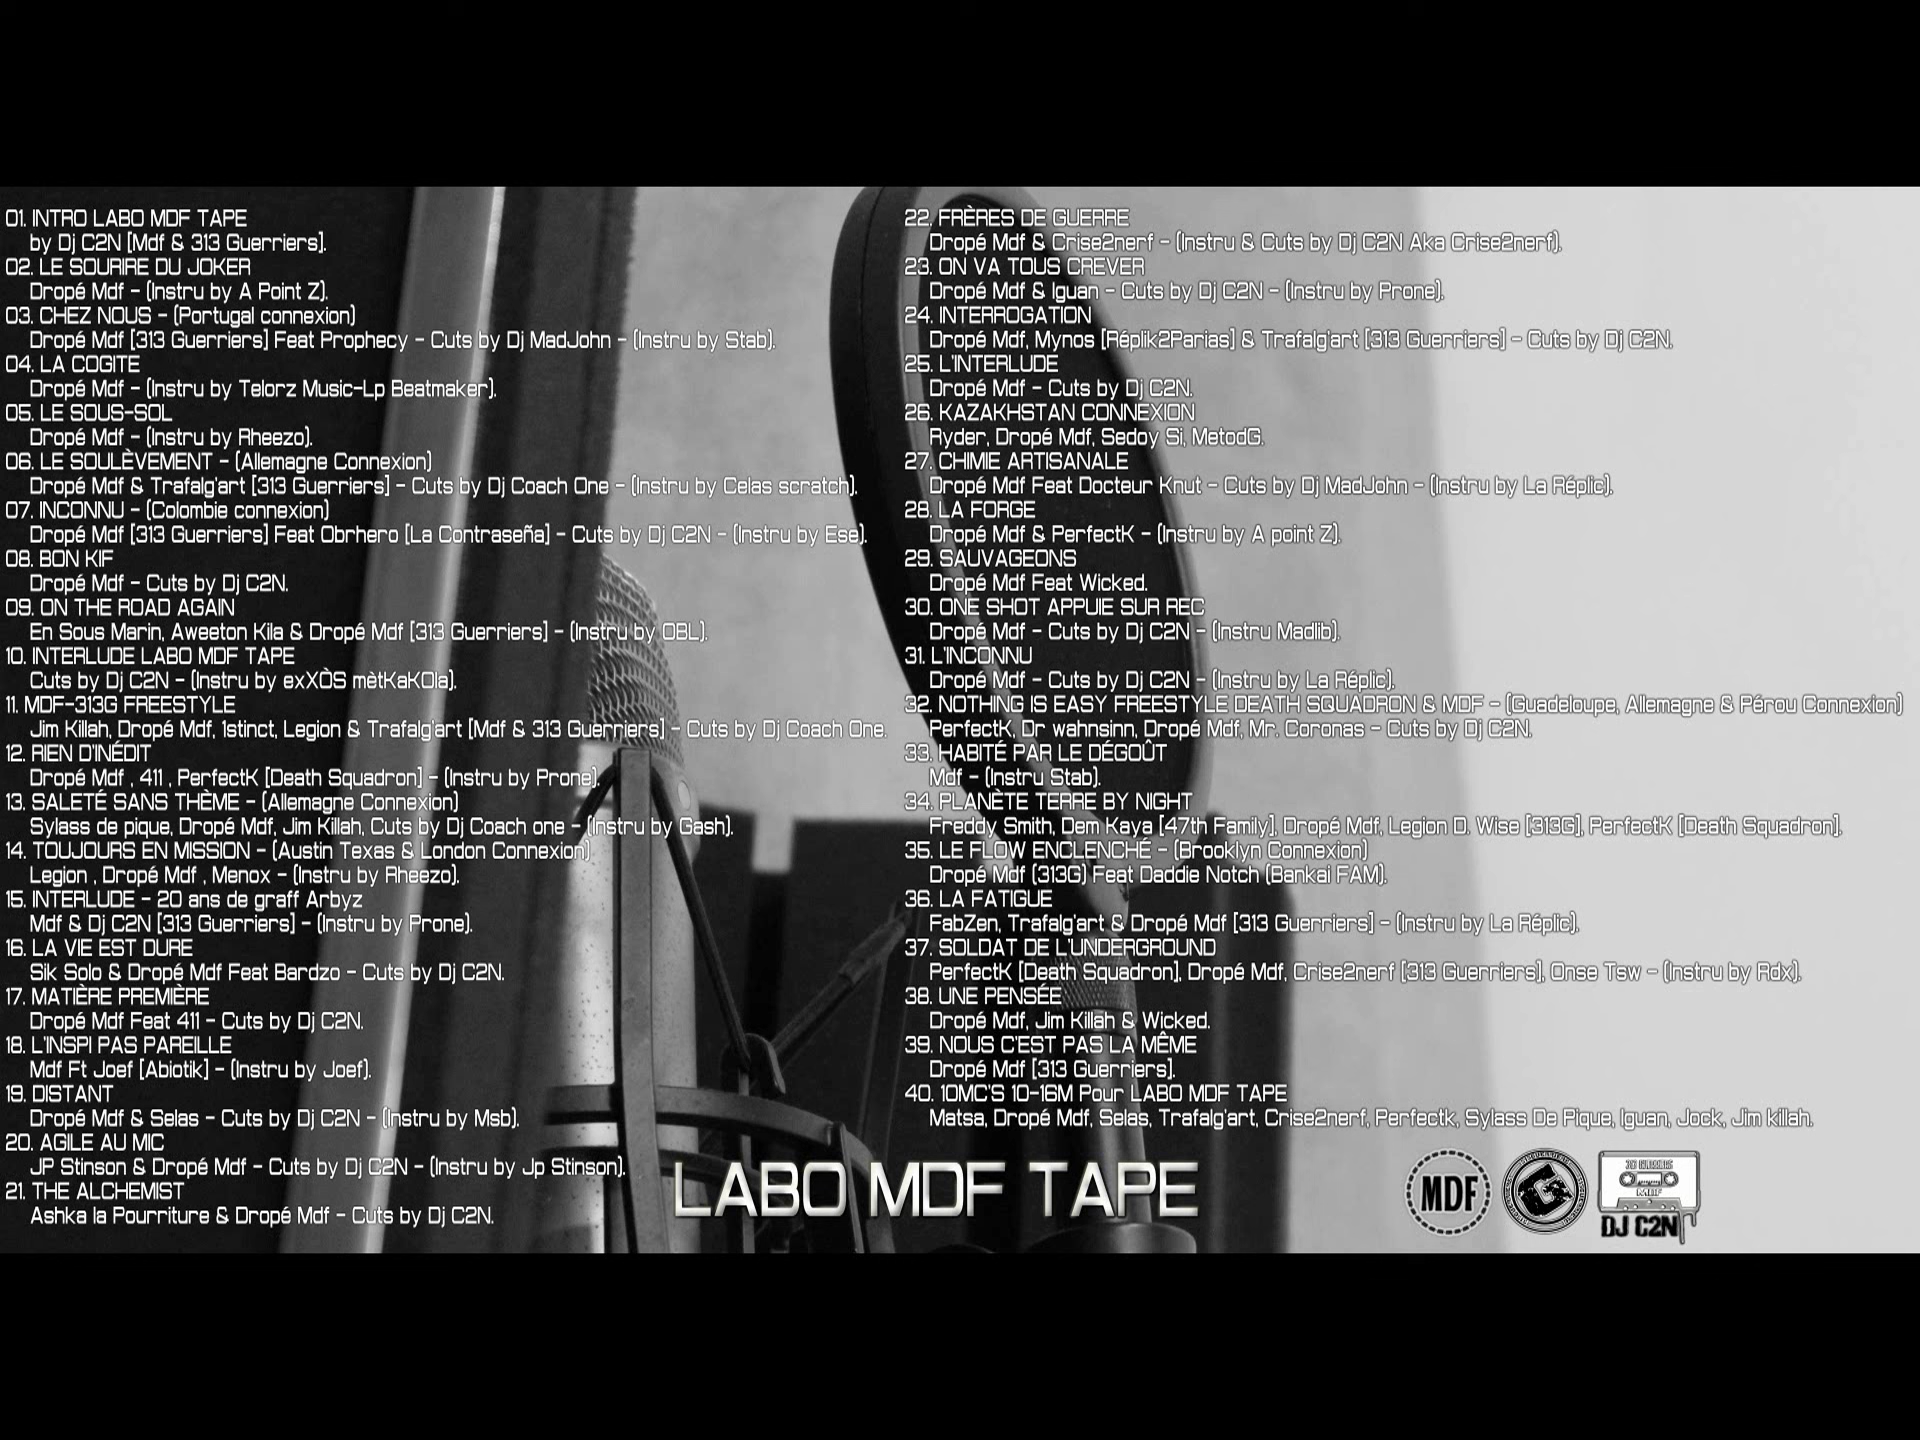 01. INTRO LABO MDF TAPE
by Dj C2N [Mdf & 313 Guerriers].
02. LE SOURIRE DU JOKER
Dropé Mdf - (Instru by A Point Z).
03. CHEZ NOUS - (Portugal connexion)
Dropé Mdf [313 Guerriers] Feat Prophecy - Cuts by Dj MadJohn - (Instru by Stab).
04. LA COGITE
Dropé Mdf - (Instru by Telorz Music-Lp Beatmaker).
05. LE SOUS-SOL
Dropé Mdf - (Instru by Rheezo).
06. LE SOULÈVEMENT - (Allemagne Connexion)
Dropé Mdf & Trafalg'art [313 Guerriers] - Cuts by Dj Coach One - (Instru by Celas scratch).
07. INCONNU - (Colombie connexion)
Dropé Mdf [313 Guerriers] Feat Obrhero [La Contraseña] - Cuts by Dj C2N - (Instru by Ese).
08. BON KIF
Dropé Mdf - Cuts by Dj C2N.
09. ON THE ROAD AGAIN
En Sous Marin, Aweeton Kila & Dropé Mdf [313 Guerriers] - (Instru by OBL).
10. INTERLUDE LABO MDF TAPE
Cuts by Dj C2N - (Instru by exXÒS mètKaKOla).
11. MDF-313G FREESTYLE
Jim Killah, Dropé Mdf, 1stinct, Legion & Trafalg'art [Mdf & 313 Guerriers] - Cuts by Dj Coach One.
12. RIEN D'INÉDIT
Dropé Mdf , 411 , PerfectK [Death Squadron] - (Instru by Prone).
13. SALETÉ SANS THÈME - (Allemagne Connexion)
Sylass de pique, Dropé Mdf, Jim Killah, Cuts by Dj Coach one - (Instru by Gash).
14. TOUJOURS EN MISSION - (Austin Texas & London Connexion)
Legion , Dropé Mdf , Menox - (Instru by Rheezo).
15. INTERLUDE - 20 ans de graff Arbyz
Mdf & Dj C2N [313 Guerriers] - (Instru by Prone).
16. LA VIE EST DURE
Sik Solo & Dropé Mdf Feat Bardzo - Cuts by Dj C2N.
17. MATIÈRE PREMIÈRE
Dropé Mdf Feat 411 - Cuts by Dj C2N.
18. L'INSPI PAS PAREILLE
Mdf Ft Joef [Abiotik] - (Instru by Joef).
19. DISTANT
Dropé Mdf & Selas - Cuts by Dj C2N - (Instru by Msb).
20. AGILE AU MIC
JP Stinson & Dropé Mdf - Cuts by Dj C2N - (Instru by Jp Stinson).
21. THE ALCHEMIST
Ashka la Pourriture & Dropé Mdf - Cuts by Dj C2N.
22. FRÈRES DE GUERRE
Dropé Mdf & Crise2nerf - (Instru & Cuts by Dj C2N Aka Crise2nerf).
23. ON VA TOUS CREVER
Dropé Mdf & Iguan - Cuts by Dj C2N - (Instru by Prone).
24. INTERROGATION
Dropé Mdf, Mynos [Réplik2Parias] & Trafalg'art [313 Guerriers] - Cuts by Dj C2N.
25. L'INTERLUDE
Dropé Mdf - Cuts by Dj C2N.
26. KAZAKHSTAN CONNEXION
Ryder, Dropé Mdf, Sedoy Si, MetodG.
27. CHIMIE ARTISANALE
Dropé Mdf Feat Docteur Knut - Cuts by Dj MadJohn - (Instru by La Réplic).
28. LA FORGE
Dropé Mdf & PerfectK - (Instru by A point Z).
29. SAUVAGEONS
Dropé Mdf Feat Wicked.
30. ONE SHOT APPUIE SUR REC
Dropé Mdf - Cuts by Dj C2N - (Instru Madlib).
31. L'INCONNU
Dropé Mdf - Cuts by Dj C2N - (Instru by La Réplic).
32. NOTHING IS EASY FREESTYLE DEATH SQUADRON & MDF - (Guadeloupe, Allemagne & Pérou Connexion)
PerfectK, Dr wahnsinn, Dropé Mdf, Mr. Coronas - Cuts by Dj C2N.
33. HABITÉ PAR LE DÉGOÛT
Mdf - (Instru Stab).
34. PLANÈTE TERRE BY NIGHT
Freddy Smith, Dem Kaya [47th Family], Dropé Mdf, Legion D. Wise [313G], PerfectK [Death Squadron].
35. LE FLOW ENCLENCHÉ - (Brooklyn Connexion)
Dropé Mdf (313G) Feat Daddie Notch (Bankai FAM).
36. LA FATIGUE
FabZen, Trafalg'art & Dropé Mdf [313 Guerriers] - (Instru by La Réplic).
37. SOLDAT DE L'UNDERGROUND
PerfectK [Death Squadron], Dropé Mdf, Crise2nerf [313 Guerriers], Onse Tsw - (Instru by Rdx).
38. UNE PENSÉE
Dropé Mdf, Jim Killah & Wicked.
39. NOUS C'EST PAS LA MÊME
Dropé Mdf [313 Guerriers].
40. 10MC'S 10-16M Pour LABO MDF TAPE
Matsa, Dropé Mdf, Selas, Trafalg'art, Crise2nerf, Perfectk, Sylass De Pique, Iguan, Jock, Jim killah.
LABO MDF TAPE
MDF
313 GUERRIERS
MDF
DJ C2N